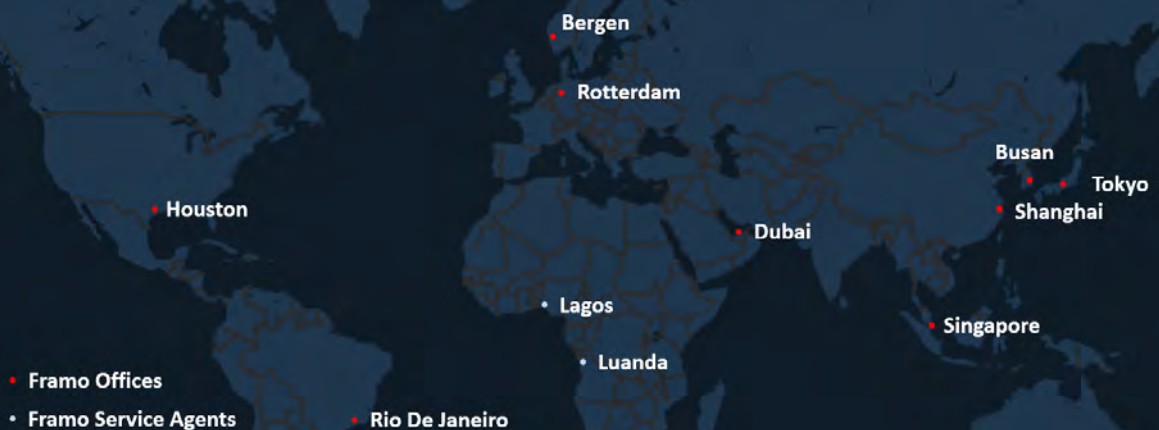 Bergen
Rotterdam
Busan
Tokyo
Houston
Shanghai
Dubai
Lagos
Singapore
Luanda
Framo Offices
Framo Service Agents
Rio De Janeiro